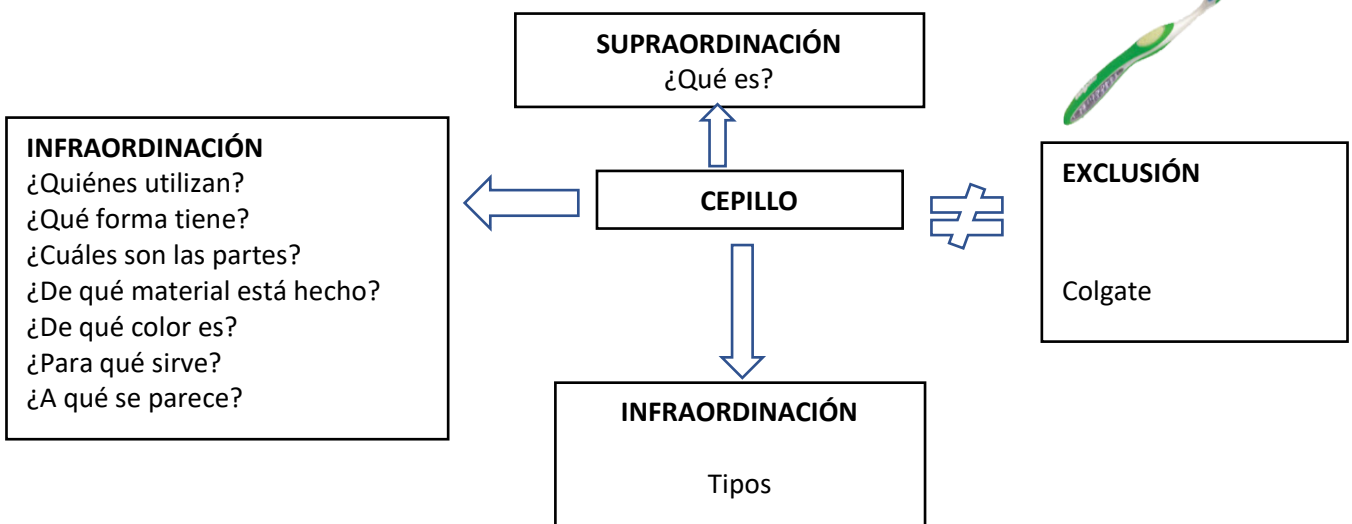 SUPRAORDINACIÓN
¿Qué es?
INFRAORDINACIÓN
¿Quiénes utilizan?
¿Qué forma tiene?
¿Cuáles son las partes?
¿De qué material está hecho?
¿De qué color es?
¿Para qué sirve?
¿A qué se parece?
CEPILLO
EXCLUSIÓN
Colgate
INFRAORDINACIÓN
Tipos